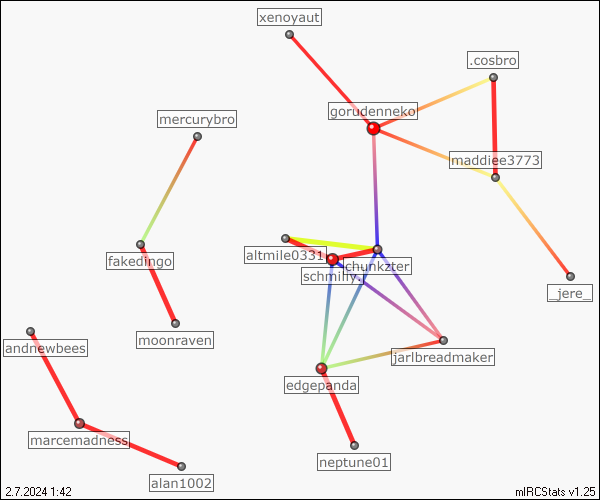 xenoyaut
.cosbro
gorudenneko
mercurybro
maddiee3773
altmile0331
fakedingo
chunkzter
schmiffy
_jere_
moonraven
andnewbees
jarlbreadmaker
edgepanda
marcemadness
neptune01
alan1002
2.7.2024 1:42
mIRCStats v1.25